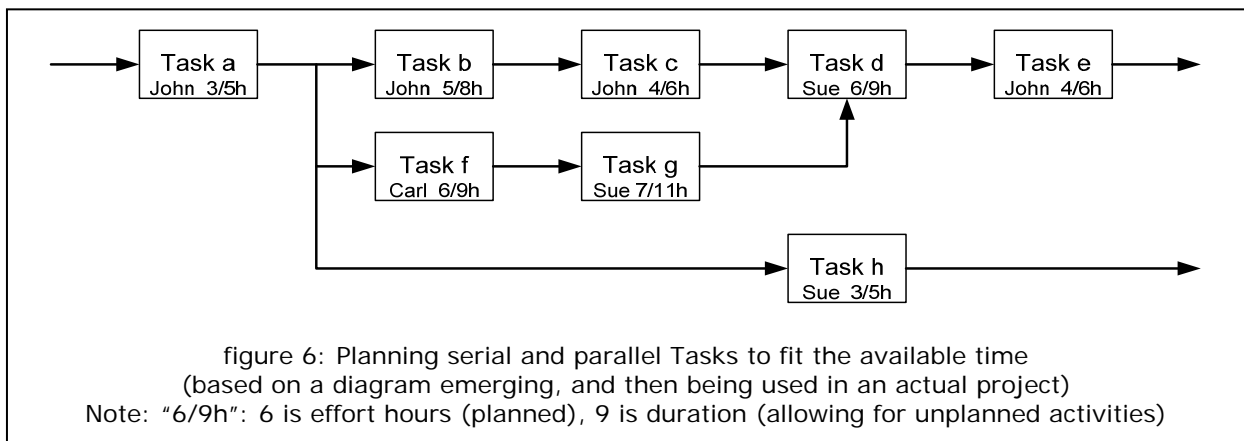 Task a
John 3/5h
Task b
John 5/8h
Task c
John 4/6h
Task d
Sue 6/9h
Task e
John 4/6h
Task f
Carl 6/9h
Task g
Sue 7/11h
Task h
Sue 3/5h
figure 6: Planning serial and parallel Tasks to fit the available time
(based on a diagram emerging, and then being used in an actual project)
Note: “6/9h”: 6 is effort hours (planned), 9 is duration (allowing for unplanned activities)